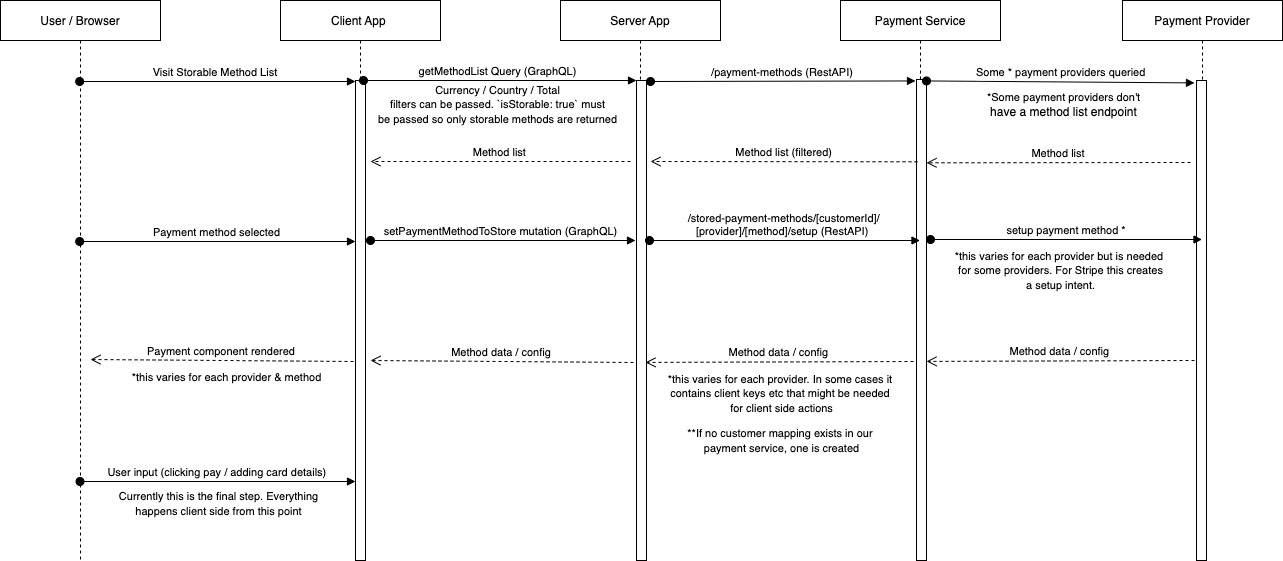 User / Browser
Client App
Server App
Payment Service
Payment Provider
Visit Storable Method List
getMethodList Query (GraphQL)
/payment-methods (RestAPI)
Some * payment providers queried
Currency / Country / Total
filters can be passed. `isStorable: true` must
be passed so only storable methods are returned
*Some payment providers don't
have a method list endpoint
Method list
Method list (filtered)
Method list
Payment method selected
setPaymentMethodToStore mutation (GraphQL)
/stored-payment-methods/[customerId]/
[provider]/[method]/setup (RestAPI)
setup payment method *
*this varies for each provider but is needed
for some providers. For Stripe this creates
a setup intent.
Payment component rendered
Method data / config
Method data / config
Method data / config
*this varies for each provider & method
*this varies for each provider. In some cases it
contains client keys etc that might be needed
for client side actions
**If no customer mapping exists in our
payment service, one is created
User input (clicking pay / adding card details)
Currently this is the final step. Everything
happens client side from this point